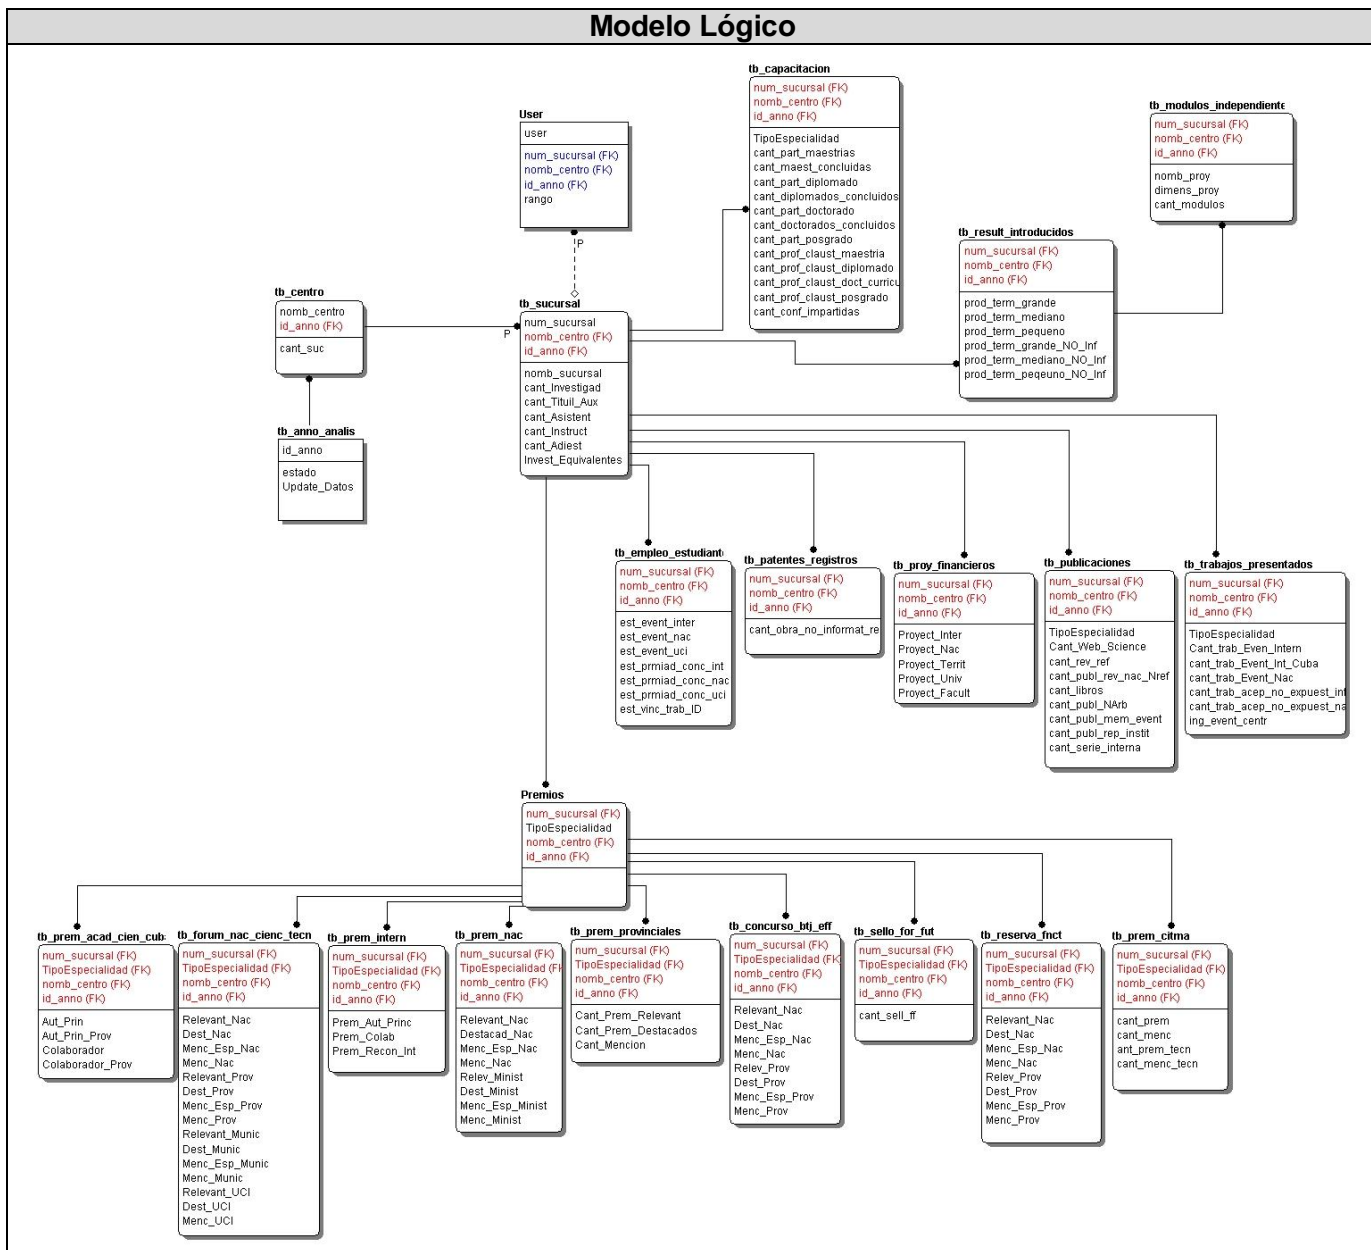 Modelo Lógico
tb_capacitacion
num_sucursal (FK)
nomb_centro (FK)
id_anno (FK)
TipoEspecialidad
cant_part_maestrias
cant_maest_concluidas
cant_part_diplomado
cant_diplomados_concluidos
cant_part_doctorado
cant_doctorados_concluidos
cant_part_posgrado
cant_prof_claust_maestria
cant_prof_claust_diplomado
cant_prof_claust_doct_curricu
cant_prof_claust_posgrado
cant_conf_impartidas
tb_modulos_independiente
num_sucursal (FK)
nomb_centro (FK)
id_anno (FK)
nomb_proy
dimens_proy
cant_modulos
User
user
num_sucursal (FK)
nomb_centro (FK)
id_anno (FK)
rango
P
tb_result_introducidos
num_sucursal (FK)
nomb_centro (FK)
id_anno (FK)
prod_term_grande
prod_term_mediano
prod_term_pequeno
prod_term_grande_NO_Inf
prod_term_mediano_NO_Inf
prod_term_peqeuno_NO_Inf
tb_centro
nomb_centro
id_anno (FK)
cant_suc
P
tb_sucursal
num_sucursal
nomb_centro (FK)
id_anno (FK)
nomb_sucursal
cant_Investigad
cant_Tituil_Aux
cant_Asistent
cant_Instruct
cant_Adiest
Invest_Equivalentes
tb_anno_analis
id_anno
estado
Update_Datos
tb_empleo_estudiant
num_sucursal (FK)
nomb_centro (FK)
id_anno (FK)
est_event_inter
est_event_nac
est_event_uci
est_prmiad_conc_int
est_prmiad_conc_nac
est_prmiad_conc_uci
est_vinc_trab_ID
tb_patentes_registros
num_sucursal (FK)
nomb_centro (FK)
id_anno (FK)
cant_obra_no_informat_re
tb_proy_financieros
num_sucursal (FK)
nomb_centro (FK)
id_anno (FK)
Proyect_Inter
Proyect_Nac
Proyect_Territ
Proyect_Univ
Proyect_Facult
tb_publicaciones
num_sucursal (FK)
nomb_centro (FK)
id_anno (FK)
TipoEspecialidad
Cant_Web_Science
cant_rev_ref
cant_publ_rev_nac_Nref
cant_libros
cant_publ_NArb
cant_publ_mem_event
cant_publ_rep_instit
cant_serie_interna
tb_trabajos_presentados
num_sucursal (FK)
nomb_centro (FK)
id_anno (FK)
TipoEspecialidad
Cant_trab_Even_Intern
cant_trab_Event_Int_Cuba
cant_trab_Event_Nac
cant_trab_acep_no_expuest_int
cant_trab_acep_no_expuest_na
ing_event_centr
Premios
num_sucursal (FK)
TipoEspecialidad
nomb_centro (FK)
id_anno (FK)
tb_prem_acad_cien_cub
num_sucursal (FK)
TipoEspecialidad (FK)
nomb_centro (FK)
id_anno (FK)
Aut_Prin
Aut_Prin_Prov
Colaborador
Colaborador_Prov
tb_forum_nac_cienc_tecn
num_sucursal (FK)
TipoEspecialidad (FK)
nomb_centro (FK)
id_anno (FK)
Relevant_Nac
Dest_Nac
Menc_Esp_Nac
Menc_Nac
Relevant_Prov
Dest_Prov
Menc_Esp_Prov
Menc_Prov
Relevant_Munic
Dest_Munic
Menc_Esp_Munic
Menc_Munic
Relevant_UCI
Dest_UCI
Menc_UCI
tb_prem_intern
num_sucursal (FK)
TipoEspecialidad (FK)
nomb_centro (FK)
id_anno (FK)
Prem_Aut_Princ
Prem_Colab
Prem_Recon_Int
tb_prem_nac
num_sucursal (FK)
TipoEspecialidad (FK
nomb_centro (FK)
id_anno (FK)
Relevant_Nac
Destacad_Nac
Menc_Esp_Nac
Menc_Nac
Relev_Minist
Dest_Minist
Menc_Esp_Minist
Menc_Minist
tb_prem_provinciales
num_sucursal (FK)
TipoEspecialidad (FK)
nomb_centro (FK)
id_anno (FK)
Cant_Prem_Relevant
Cant_Prem_Destacados
Cant_Mencion
tb_concurso_btj_eff
num_sucursal (FK)
TipoEspecialidad (FK)
nomb_centro (FK)
id_anno (FK)
Relevant_Nac
Dest_Nac
Menc_Esp_Nac
Menc_Nac
Relev_Prov
Dest_Prov
Menc_Esp_Prov
Menc_Prov
tb_sello_for_fut
num_sucursal (FK)
TipoEspecialidad (FK)
nomb_centro (FK)
id_anno (FK)
cant_sell_ff
tb_reserva_fnct
num_sucursal (FK)
TipoEspecialidad (FK)
nomb_centro (FK)
id_anno (FK)
Relevant_Nac
Dest_Nac
Menc_Esp_Nac
Menc_Nac
Relev_Prov
Dest_Prov
Menc_Esp_Prov
Menc_Prov
tb_prem_citma
num_sucursal (FK)
TipoEspecialidad (FK)
nomb_centro (FK)
id_anno (FK)
cant_prem
cant_menc
ant_prem_tecn
cant_menc_tecn